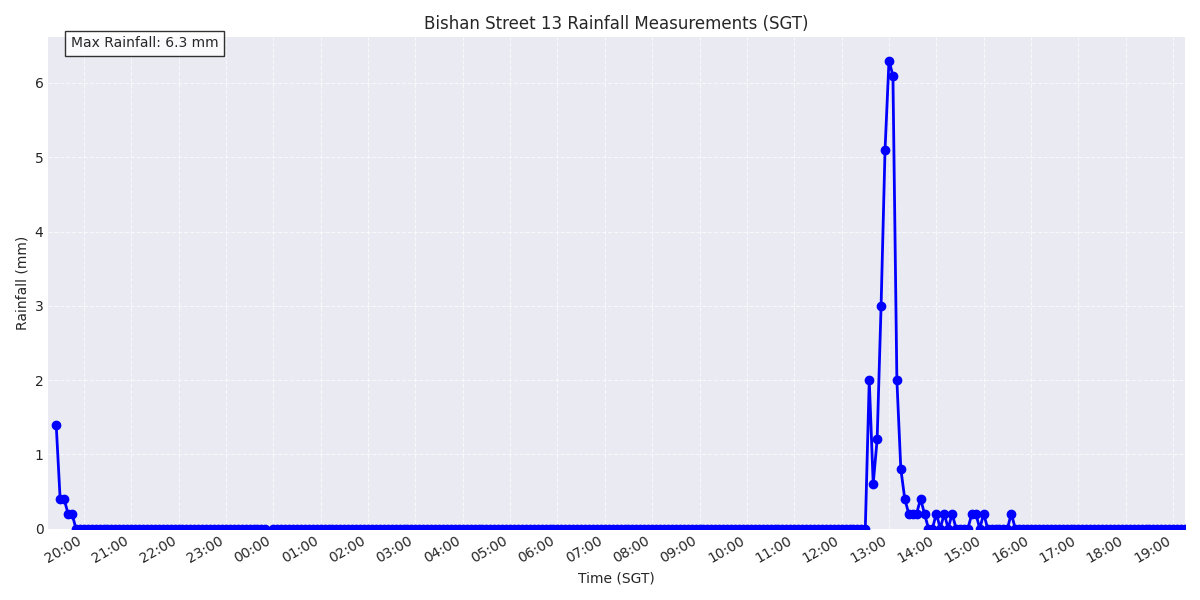 Bishan Street 13 Rainfall Measurements (SGT)
Max Rainfall: 6.3 mm
Rainfall (mm)
6
5
4
3
2
1
0
20:00 21:00 22:00 23:00 00:00 01:00 02:00 03:00 04:00 05:00 06:00 07:00 08:00 09:00 10:00 11:00 12:00 13:00 14:00 15:00 16:00 17:00 18:00 19:00
Time (SGT)